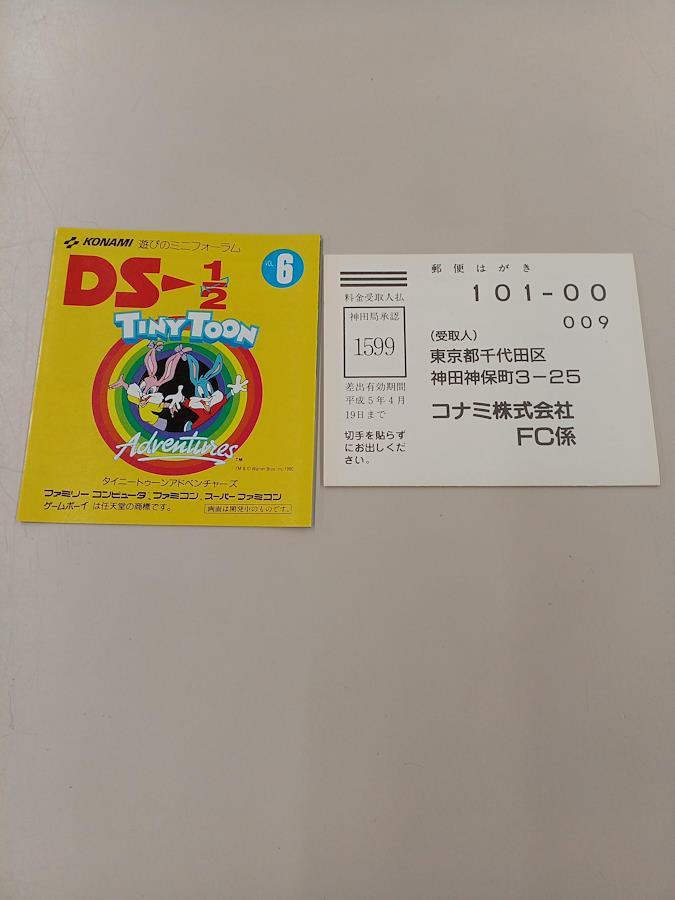 KONAMI 遊びのミニフォーラム
DS 1/2
VOL. 6
TINY TOON
Adventures TM
TM & © Warner Bros. Inc. 1990
タイニートゥーンアドベンチャーズ
ファミリー コンピュータ、ファミコン、スーパーファミコン
ゲームボーイ は任天堂の商標です。 画面は開発中のものです。
郵便はがき
101-00
009
料金受取人払
神田局承認
1599
差出有効期間
平成5年4月
19日まで
切手を貼らず
にお出しくだ
さい。
(受取人)
東京都千代田区
神田神保町3-25
コナミ株式会社
FC係